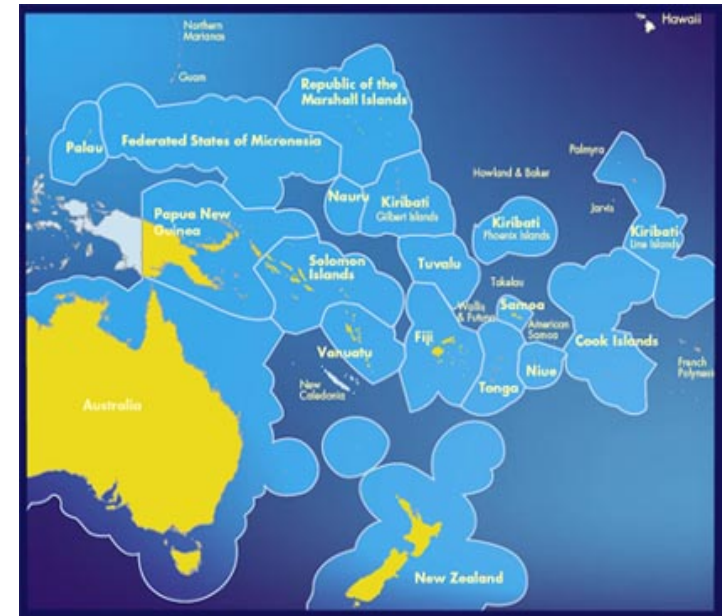 Northern
Marianas
Hawaii
Guam
Republic of the
Marshall Islands
Palau
Federated States of Micronesia
Palmyra
Howland & Baker
Nauru
Kiribati
Gilbert Islands
Jarvis
Papua New
Guinea
Kiribati
Phoenix Islands
Kiribati
Line Islands
Solomon
Islands
Tuvalu
Tokelau
Wallis
& Futuna
Samoa
American
Samoa
Fiji
Cook Islands
Vanuatu
French
Polynesia
Niue
New
Caledonia
Tonga
Australia
New Zealand